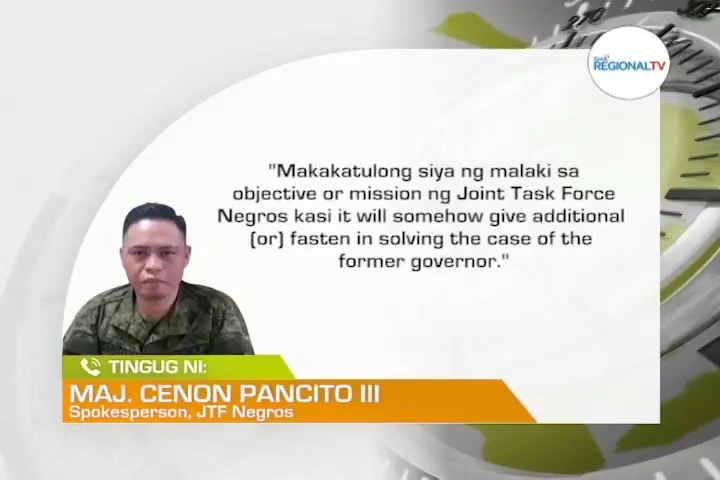 GMA
REGIONALTV
"Makakatulong siya ng malaki sa
objective or mission ng Joint Task Force
Negros kasi it will somehow give additional
(or) fasten in solving the case of the
former governor."
TINGUG NI:
MAJ. CENON PANCITO III
Spokesperson, JTF Negros